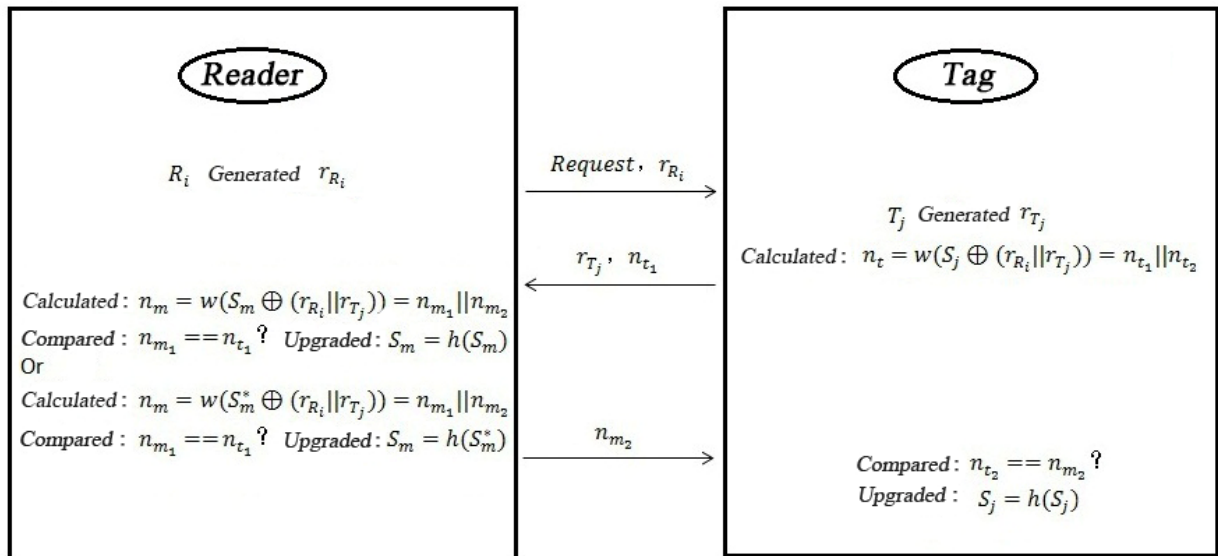 Reader
R_i Generated r_{R_i}
Calculated: n_m = w(S_m ⊕ (r_{R_i}||r_{T_j})) = n_{m_1}||n_{m_2}
Compared: n_{m_1} == n_{t_1}? Upgraded: S_m = h(S_m)
Or
Calculated: n_m = w(S_m^* ⊕ (r_{R_i}||r_{T_j})) = n_{m_1}||n_{m_2}
Compared: n_{m_1} == n_{t_1}? Upgraded: S_m = h(S_m^*)
Request, r_{R_i}
r_{T_j}, n_{t_1}
n_{m_2}
Tag
T_j Generated r_{T_j}
Calculated: n_t = w(S_j ⊕ (r_{R_i}||r_{T_j})) = n_{t_1}||n_{t_2}
Compared: n_{t_2} == n_{m_2}?
Upgraded: S_j = h(S_j)